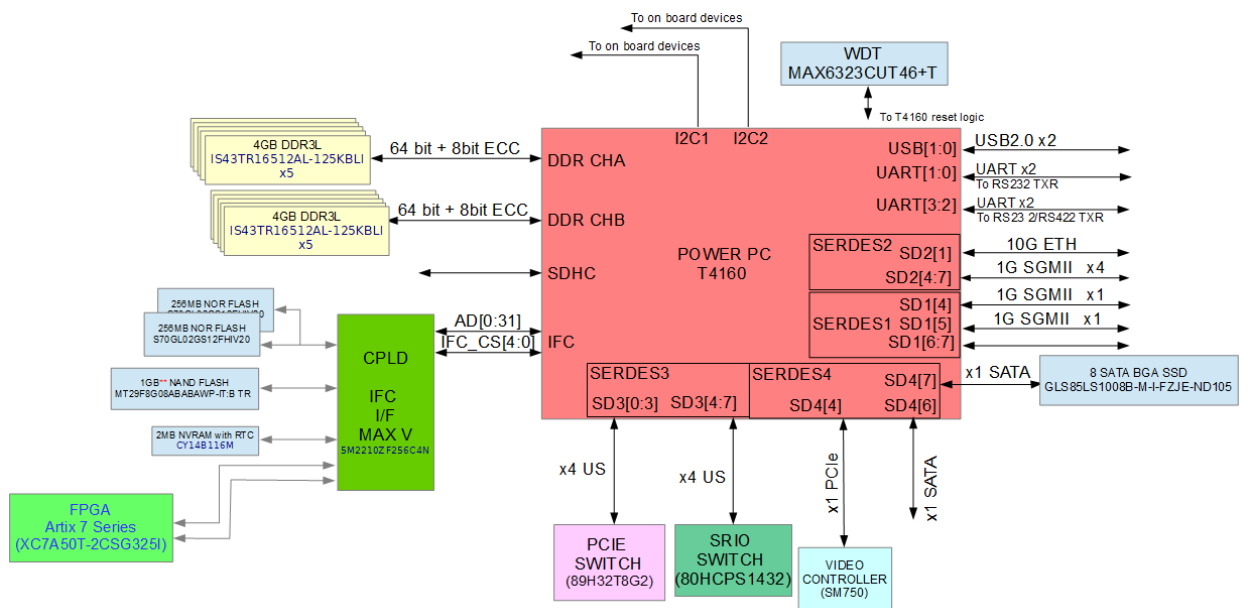 To on board devices
To on board devices
WDT
MAX6323CUT46+T
To T4160 reset logic
I2C1
I2C2
4GB DDR3L
IS43TR16512AL-125KBLI
x5
64 bit + 8bit ECC
DDR CHA
4GB DDR3L
IS43TR16512AL-125KBLI
x5
64 bit + 8bit ECC
DDR CHB
SDHC
POWER PC
T4160
USB[1:0]
USB2.0 x2
UART[1:0]
UART x2
To RS232 TXR
UART[3:2]
UART x2
To RS23 2/RS422 TXR
SERDES2
SD2[1]
10G ETH
SD2[4:7]
1G SGMII x4
SERDES1
SD1[4]
1G SGMII x1
SD1[5]
1G SGMII x1
SD1[6:7]
256MB NOR FLASH
256MB NOR FLASH
S70GL02GS12FHIV20
1GB** NAND FLASH
MT29F8G08ABABAWP-IT:B TR
2MB NVRAM with RTC
CY14B116M
CPLD
IFC
I/F
MAX V
5M2210ZF256C4N
AD[0:31]
IFC_CS[4:0]
IFC
FPGA
Artix 7 Series
(XC7A50T-2CSG325I)
SERDES3
SD3[0:3]
SD3[4:7]
SERDES4
SD4[4]
SD4[7]
SD4[6]
x1 SATA
8 SATA BGA SSD
GLS85LS1008B-M-I-FZJE-ND105
x4 US
x4 US
x1 PCIe
x1 SATA
PCIE
SWITCH
(89H32T8G2)
SRIO
SWITCH
(80HCPS1432)
VIDEO
CONTROLLER
(SM750)